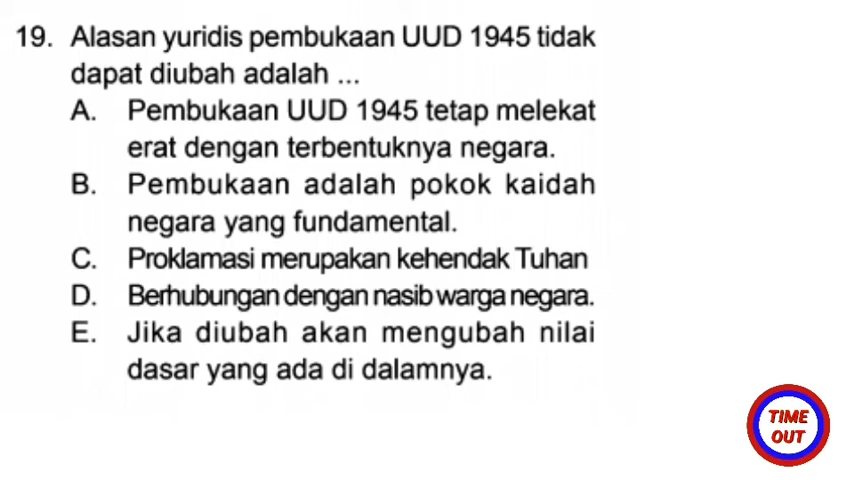 19. Alasan yuridis pembukaan UUD 1945 tidak
dapat diubah adalah ...
A. Pembukaan UUD 1945 tetap melekat
erat dengan terbentuknya negara.
B. Pembukaan adalah pokok kaidah
negara yang fundamental.
C. Proklamasi merupakan kehendak Tuhan
D. Berhubungan dengan nasib warga negara.
E. Jika diubah akan mengubah nilai
dasar yang ada di dalamnya.
TIME
OUT